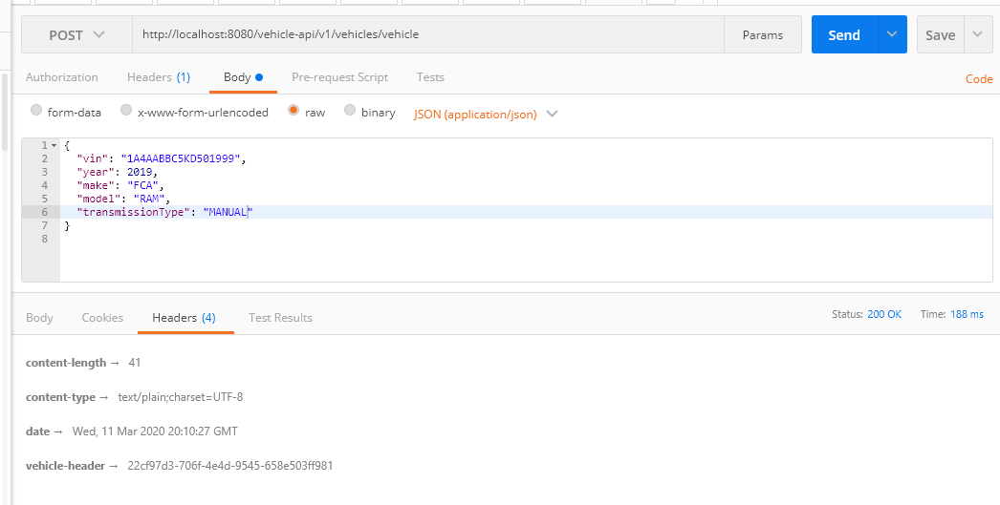 POST http://localhost:8080/vehicle-api/v1/vehicles/vehicle Params Send Save
Authorization Headers (1) Body Pre-request Script Tests Code
form-data x-www-form-urlencoded raw binary JSON (application/json)
1 {
2 "vin": "1A4AABBC5KD501999",
3 "year": 2019,
4 "make": "FCA",
5 "model": "RAM",
6 "transmissionType": "MANUAL"
7 }
8
Body Cookies Headers (4) Test Results Status: 200 OK Time: 188 ms
content-length → 41
content-type → text/plain;charset=UTF-8
date → Wed, 11 Mar 2020 20:10:27 GMT
vehicle-header → 22cf97d3-706f-4e4d-9545-658e503ff981